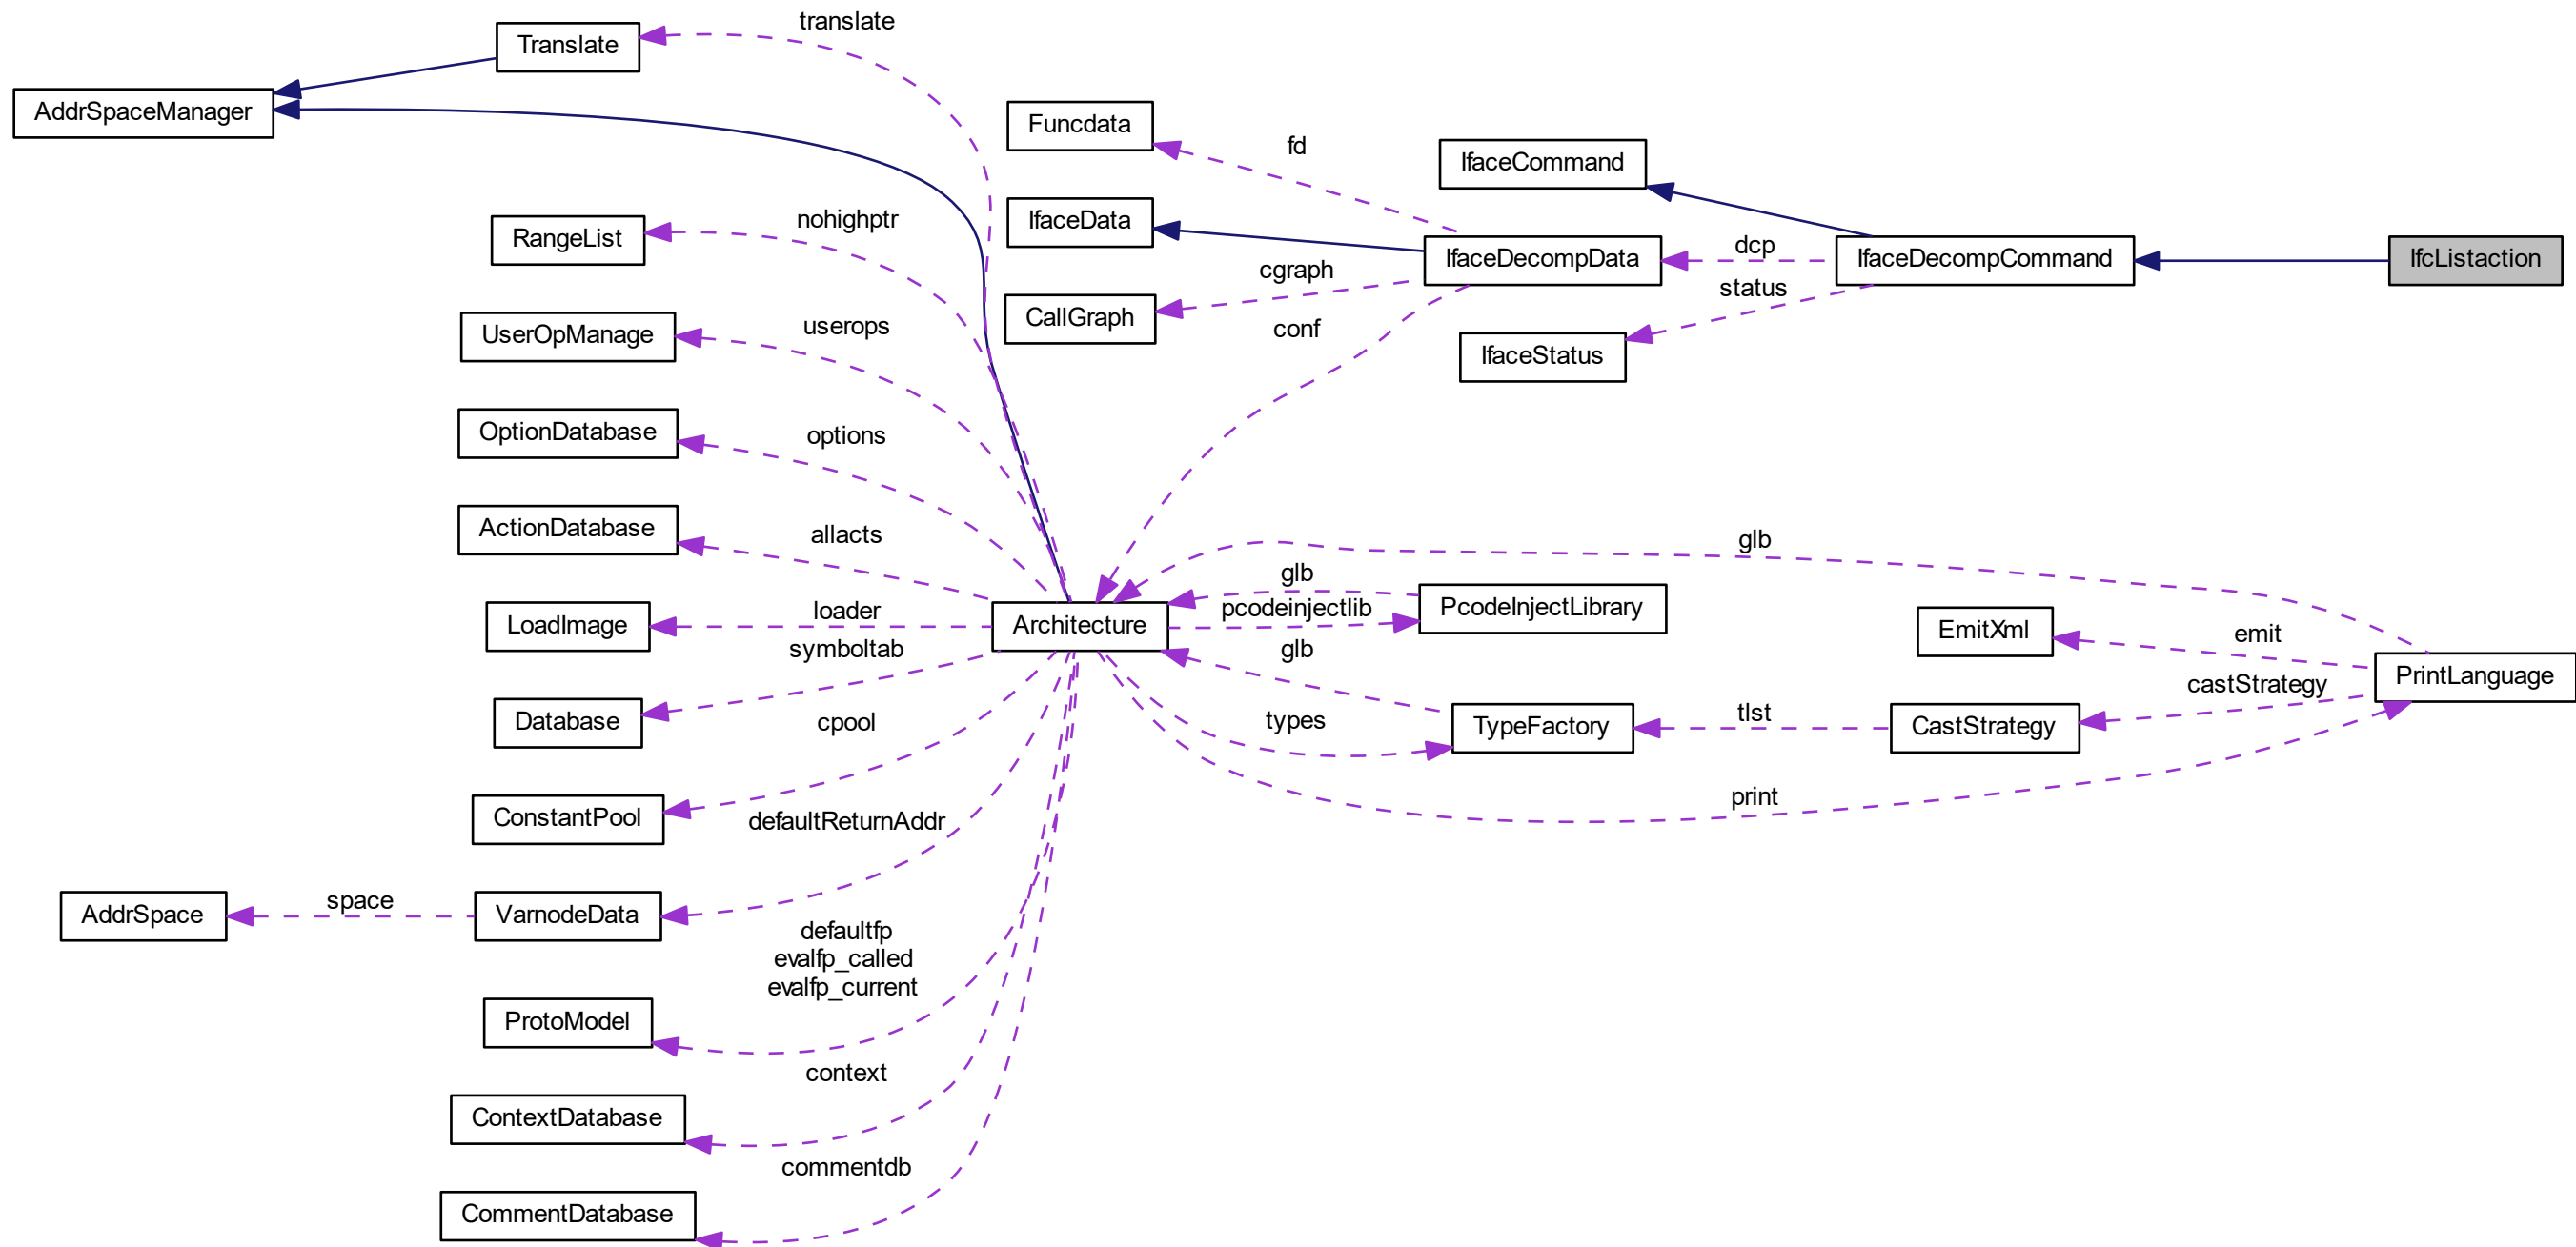 translate
Translate
AddrSpaceManager
Funcdata
fd
IfaceCommand
nohighptr
RangeList
IfaceData
IfaceDecompData
dcp
IfaceDecompCommand
IfcListaction
cgraph
status
CallGraph
conf
userops
UserOpManage
IfaceStatus
options
OptionDatabase
allacts
ActionDatabase
glb
glb
loader
LoadImage
Architecture
pcodeinjectlib
PcodeInjectLibrary
EmitXml
emit
symboltab
glb
castStrategy
PrintLanguage
Database
cpool
types
TypeFactory
tlst
CastStrategy
print
ConstantPool
defaultReturnAddr
AddrSpace
space
VarnodeData
defaultfp
evalfp_called
evalfp_current
ProtoModel
context
ContextDatabase
commentdb
CommentDatabase